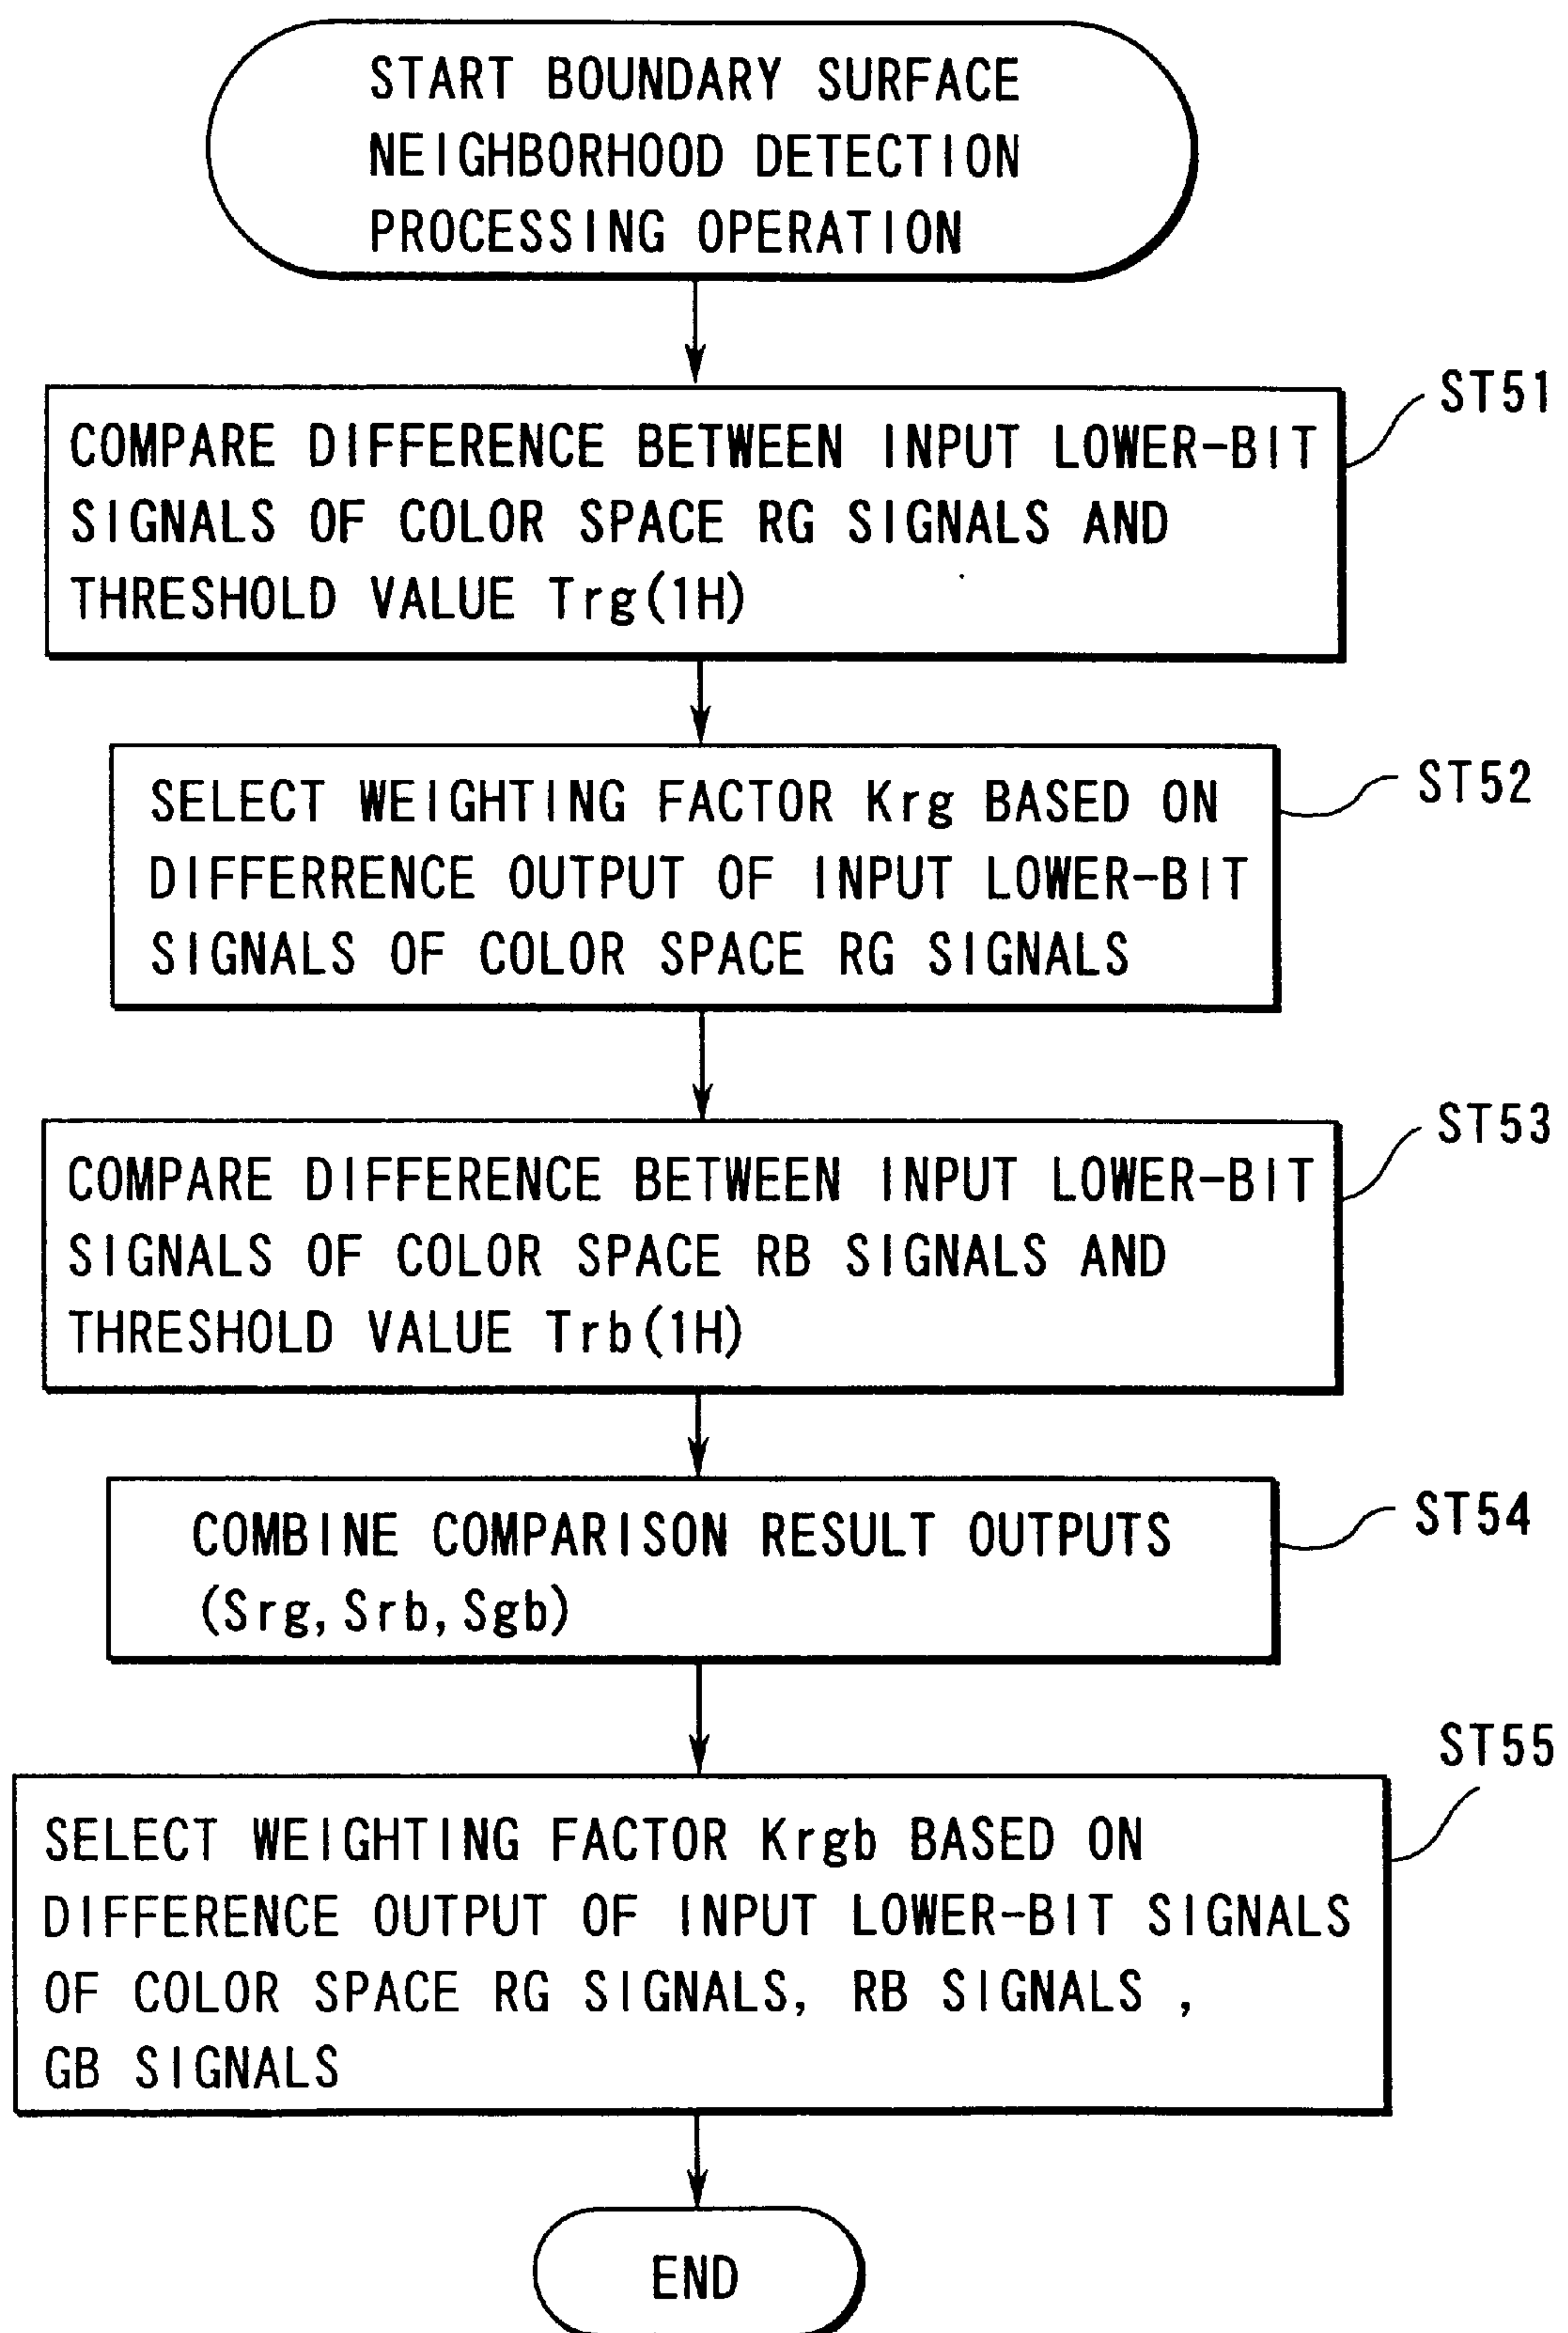 START BOUNDARY SURFACE
NEIGHBORHOOD DETECTION
PROCESSING OPERATION
ST51
COMPARE DIFFERENCE BETWEEN INPUT LOWER-BIT
SIGNALS OF COLOR SPACE RG SIGNALS AND
THRESHOLD VALUE Trg(1H)
ST52
SELECT WEIGHTING FACTOR Krg BASED ON
DIFFERRENCE OUTPUT OF INPUT LOWER-BIT
SIGNALS OF COLOR SPACE RG SIGNALS
ST53
COMPARE DIFFERENCE BETWEEN INPUT LOWER-BIT
SIGNALS OF COLOR SPACE RB SIGNALS AND
THRESHOLD VALUE Trb(1H)
ST54
COMBINE COMPARISON RESULT OUTPUTS
(Srg, Srb, Sgb)
ST55
SELECT WEIGHTING FACTOR Krgb BASED ON
DIFFERENCE OUTPUT OF INPUT LOWER-BIT SIGNALS
OF COLOR SPACE RG SIGNALS, RB SIGNALS ,
GB SIGNALS
END